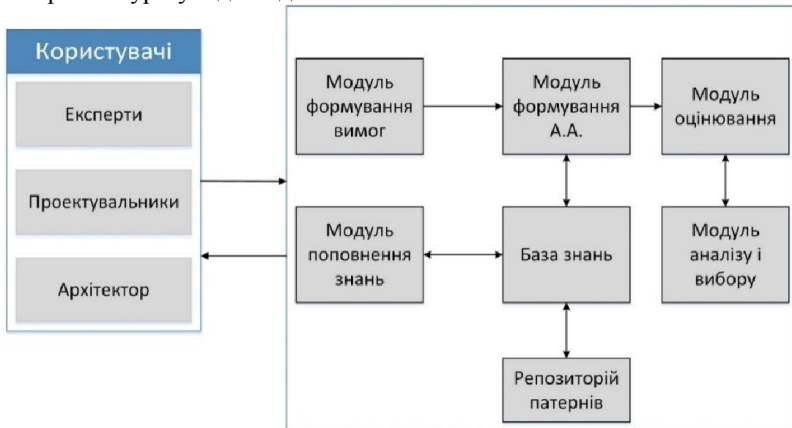 Користувачі
Експерти
Проектувальники
Архітектор
Модуль
формування
вимог
Модуль
формування
А.А.
Модуль
оцінювання
Модуль
поповнення
знань
База знань
Модуль
аналізу і
вибору
Репозиторій
патернів